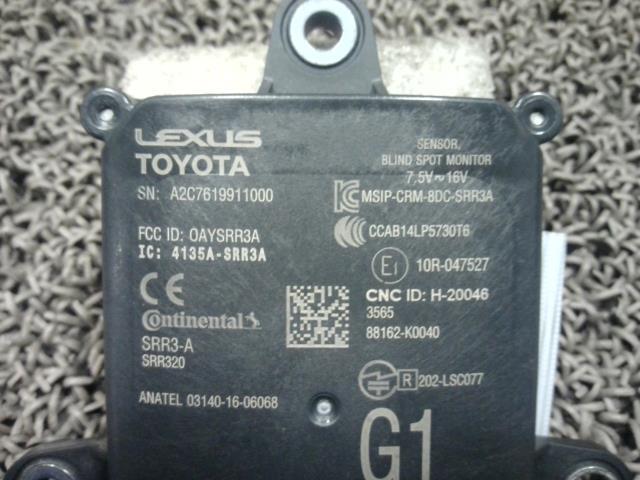 LEXUS
TOYOTA
SN: A2C7619911000
SENSOR,
BLIND SPOT MONITOR
7,5V~16V
MSIP-CRM-8DC-SRR3A
FCC ID: OAYSRR3A
IC: 4135A-SRR3A
CCAB14LP5730T6
E1 10R-047527
CE
Continental
SRR3-A
SRR320
CNC ID: H-20046
3565
88162-K0040
R 202-LSC077
ANATEL 03140-16-06068
G1